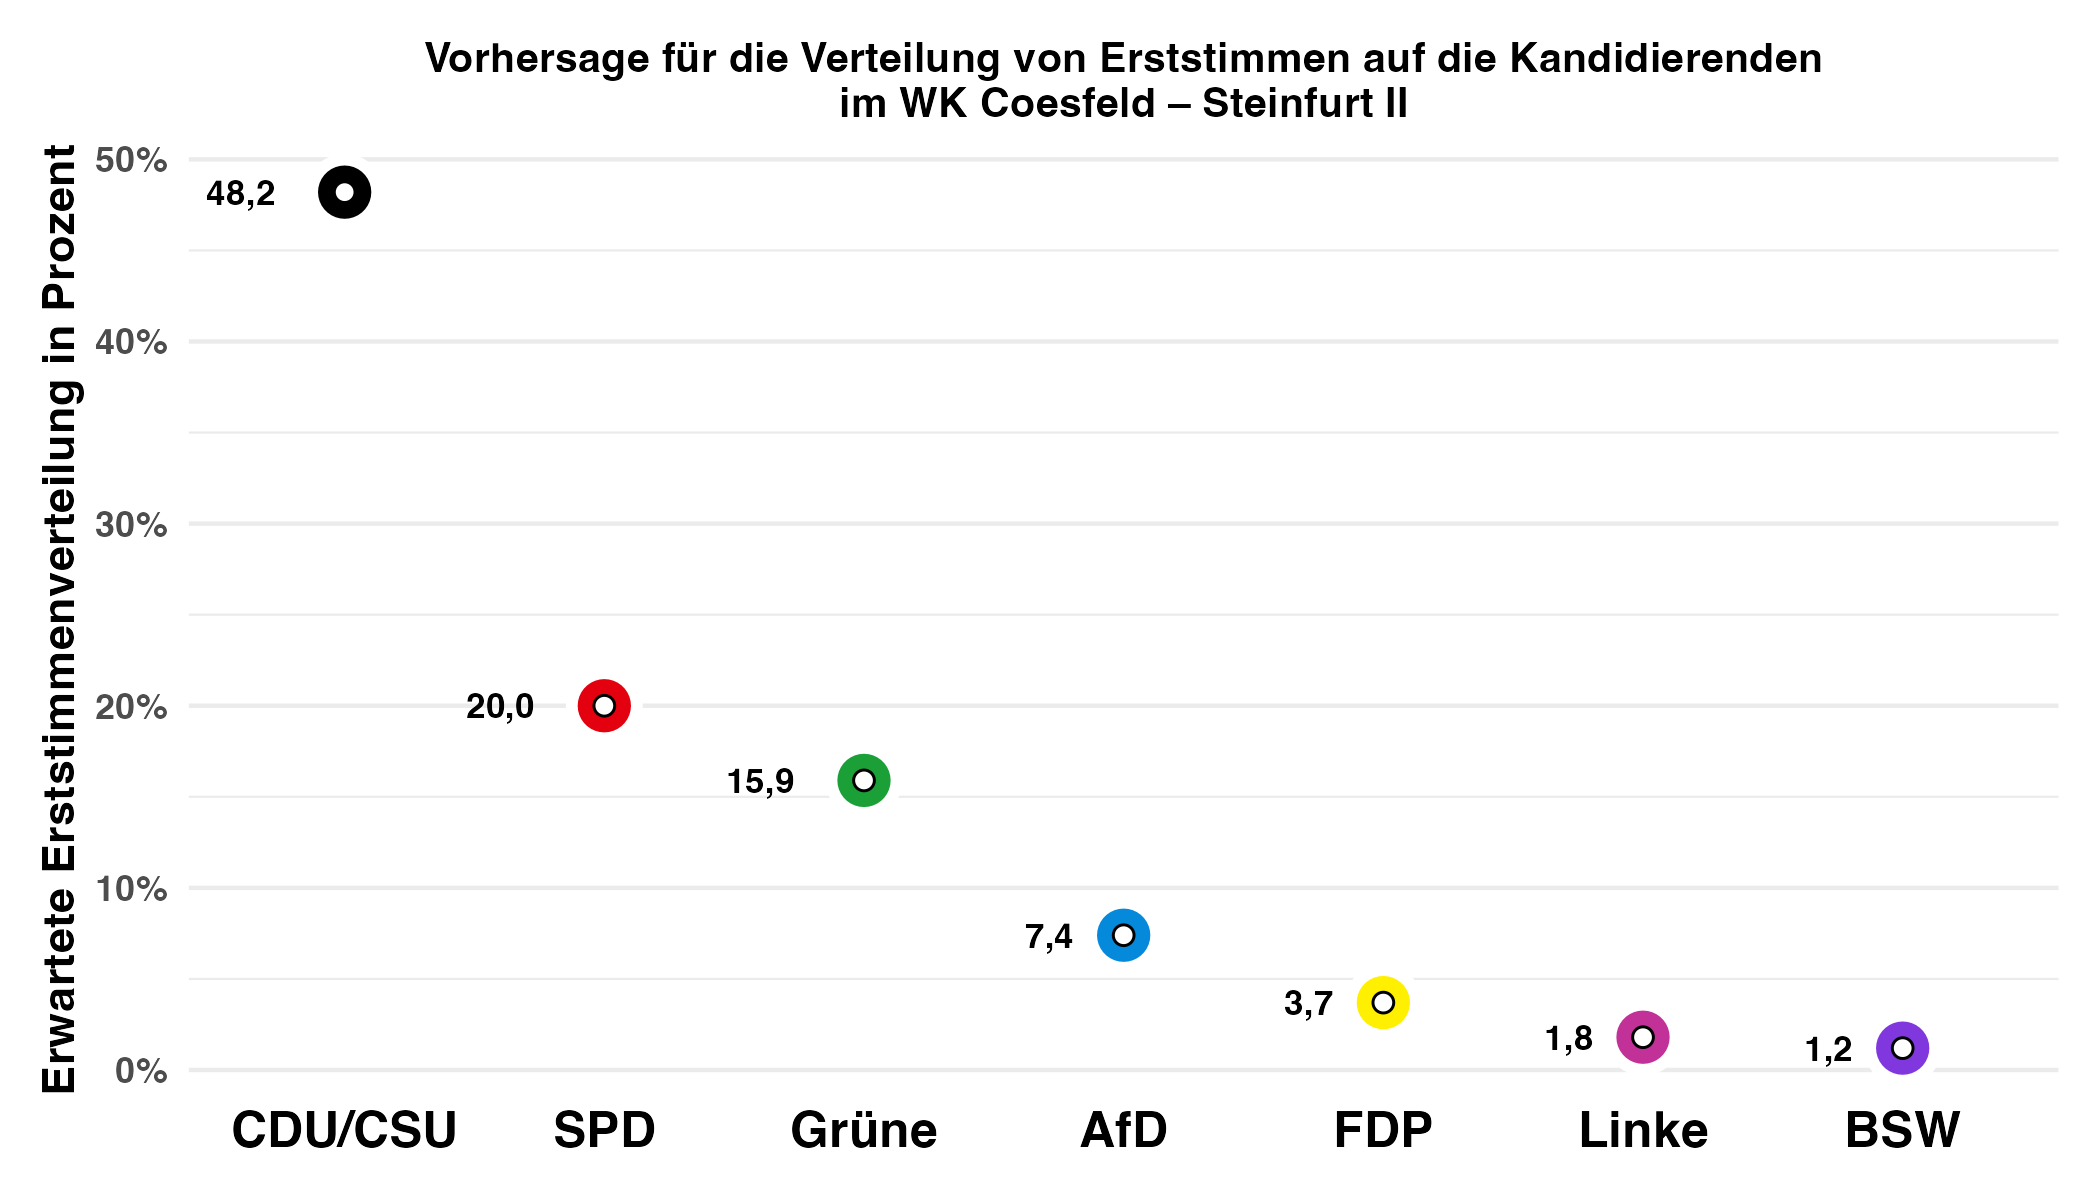 Vorhersage für die Verteilung von Erststimmen auf die Kandidierenden
im WK Coesfeld – Steinfurt II
Erwartete Erststimmenverteilung in Prozent
50%
40%
30%
20%
10%
0%
48,2
20,0
15,9
7,4
3,7
1,8
1,2
CDU/CSU
SPD
Grüne
AfD
FDP
Linke
BSW